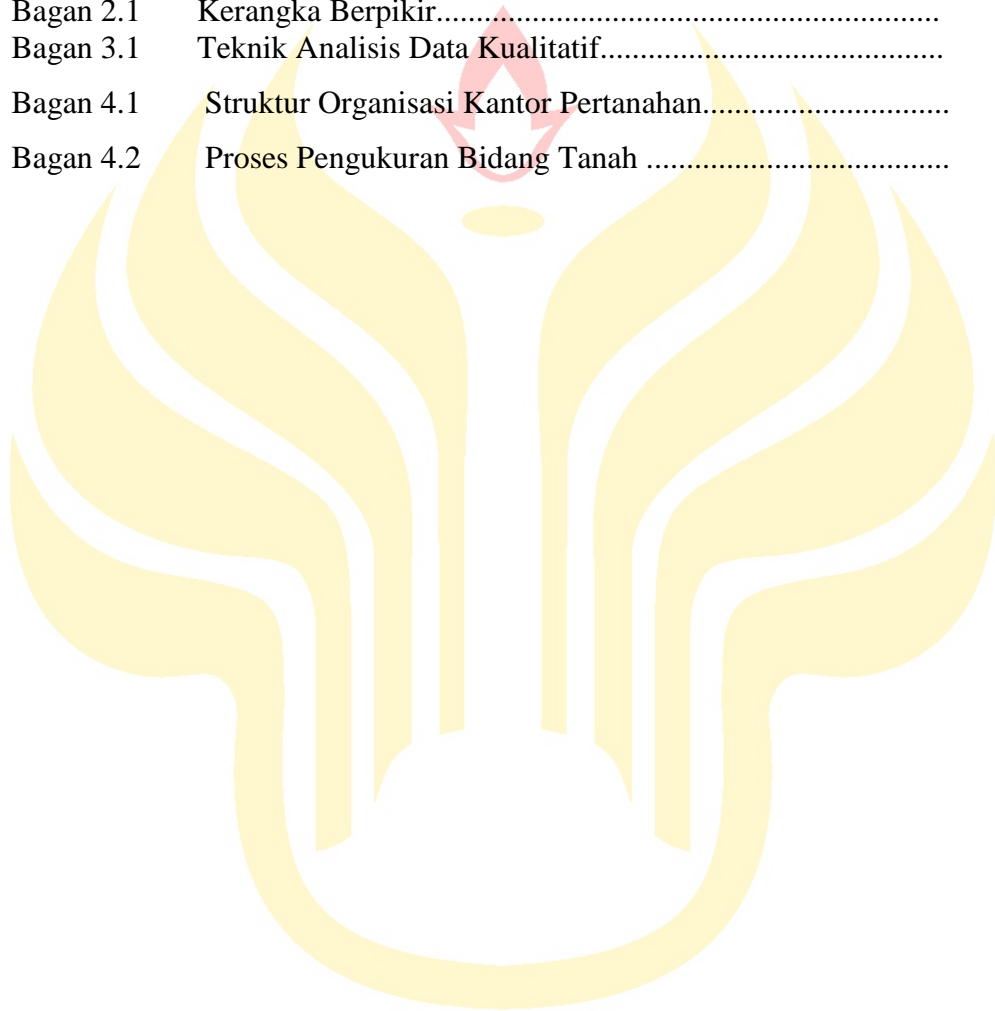 Bagan 2.1 Kerangka Berpikir..............................................................
Bagan 3.1 Teknik Analisis Data Kualitatif..........................................
Bagan 4.1 Struktur Organisasi Kantor Pertanahan..............................
Bagan 4.2 Proses Pengukuran Bidang Tanah .....................................